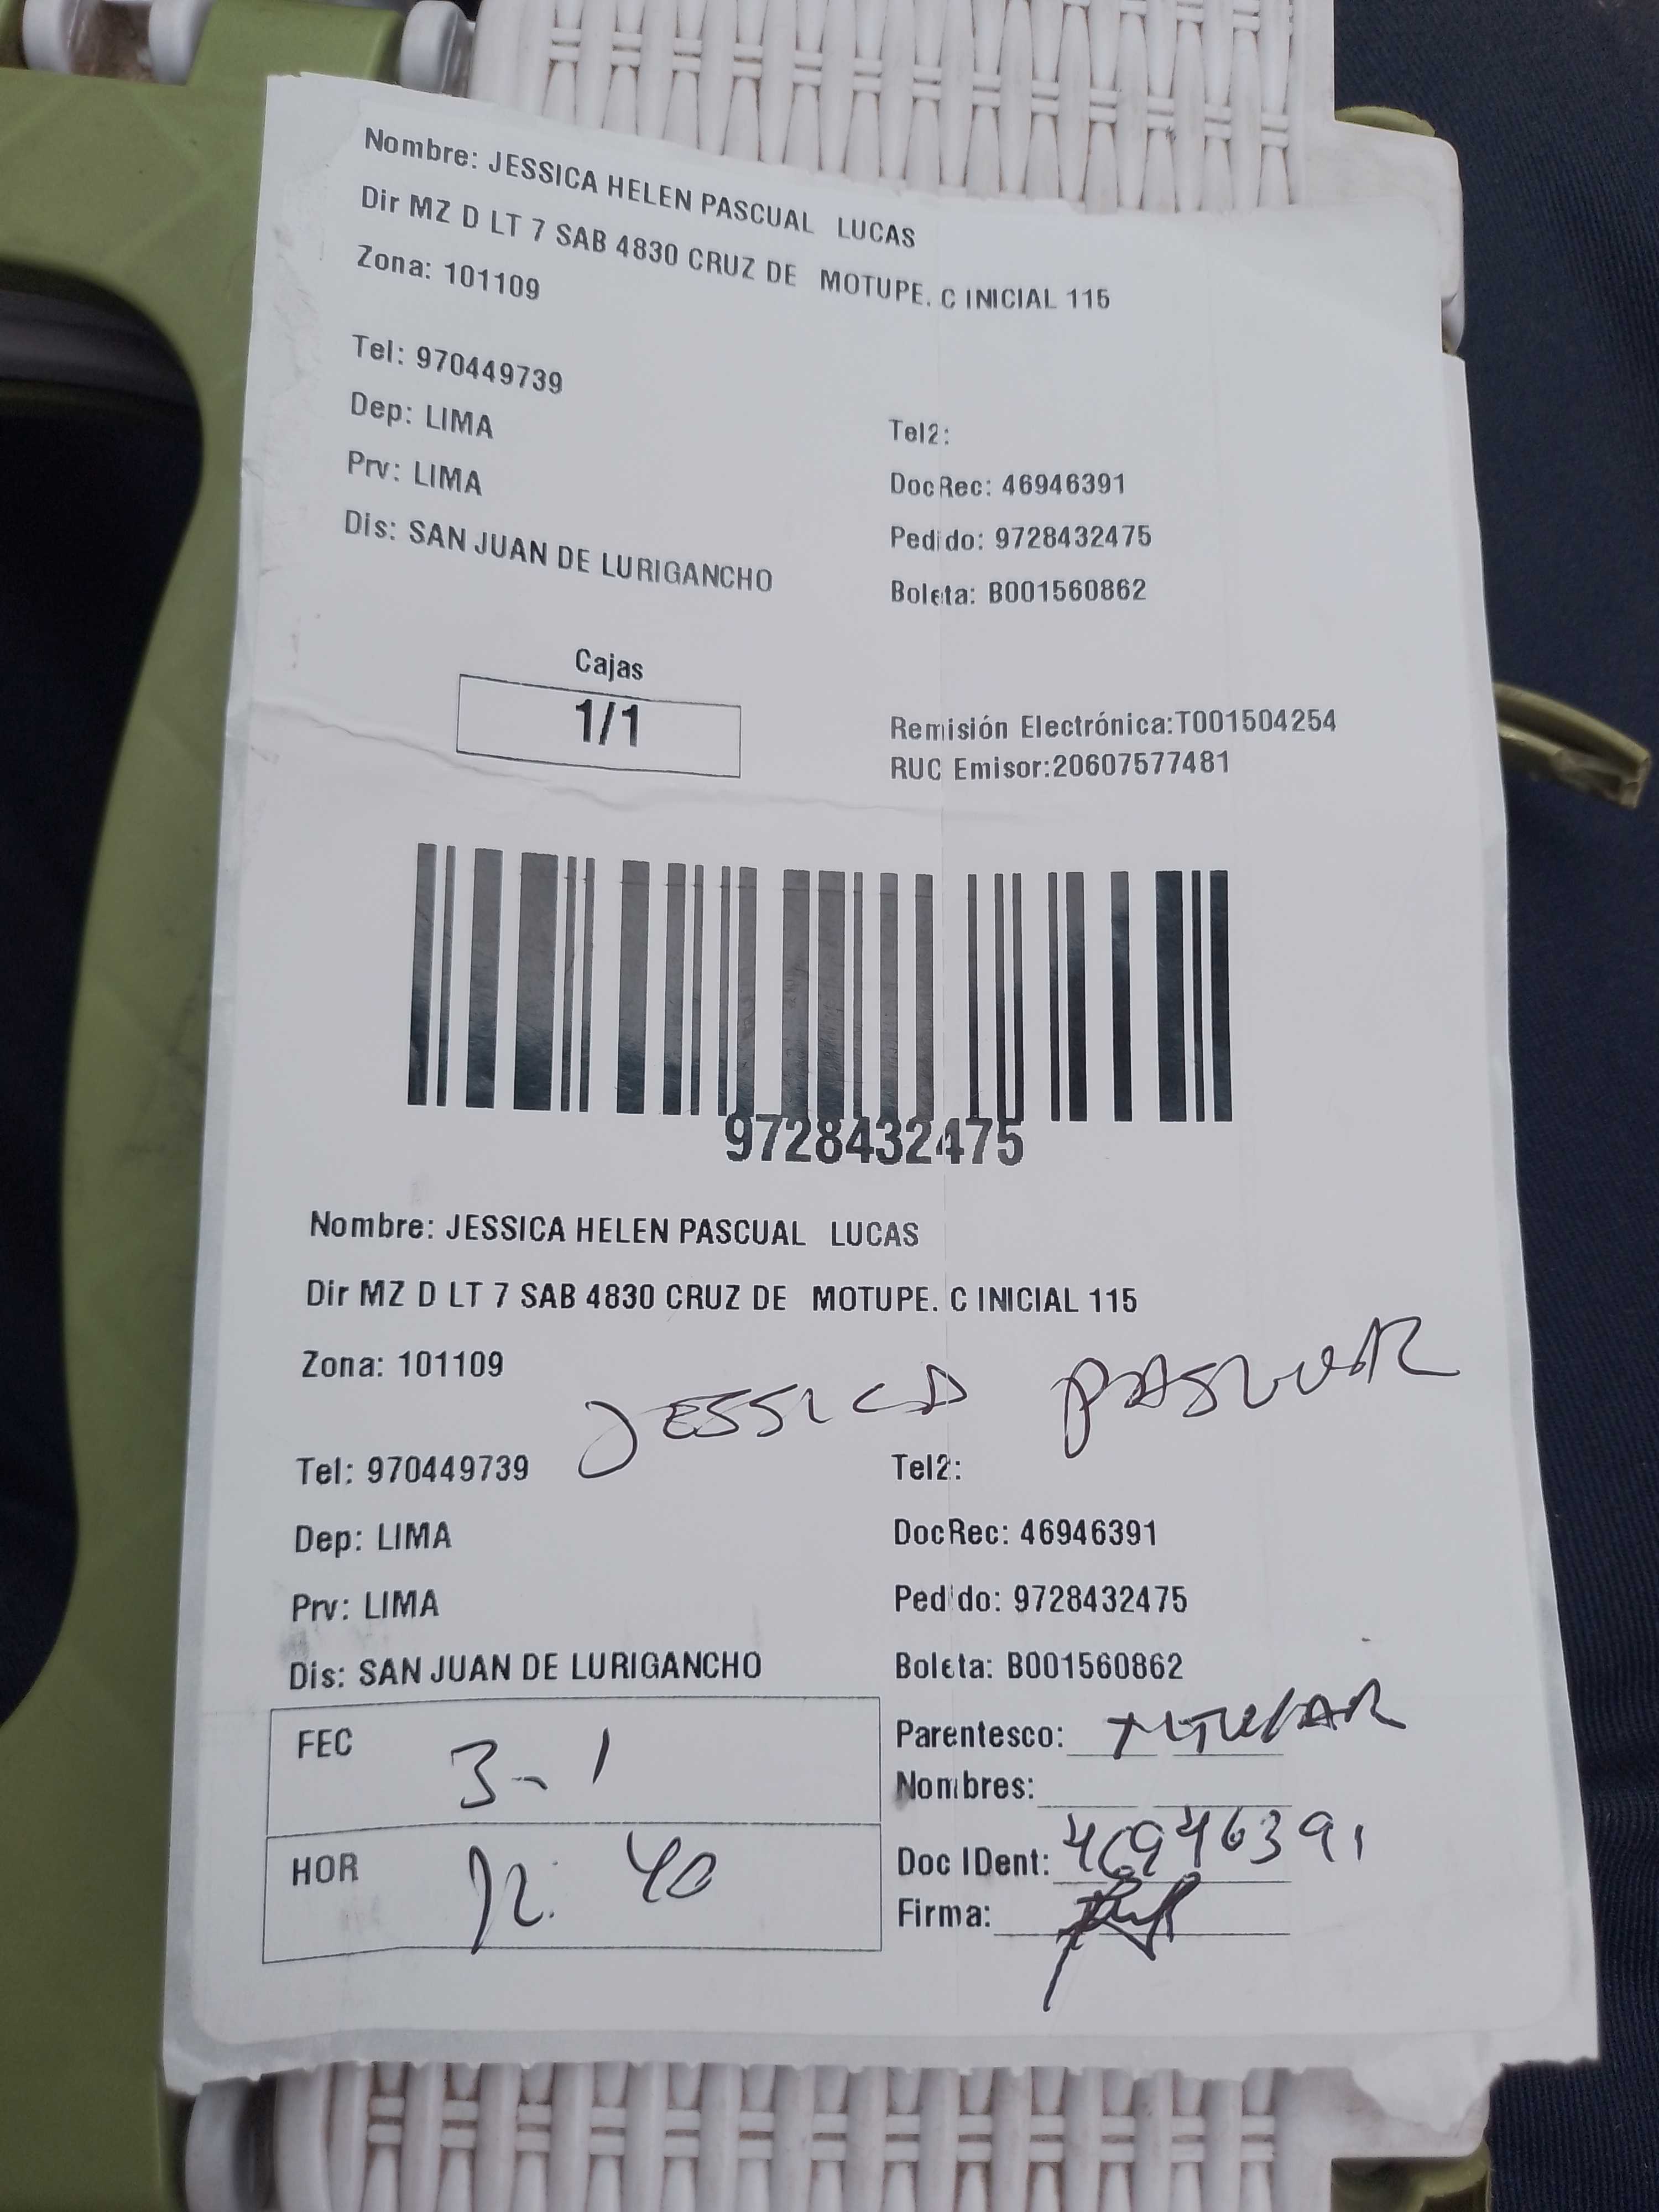 Nombre: JESSICA HELEN PASCUAL LUCAS
Dir MZ D LT 7 SAB 4830 CRUZ DE MOTUPE. C INICIAL 115
Zona: 101109
Tel: 970449739
Dep: LIMA
Tel2:
Prv: LIMA
DocRec: 46946391
Dis: SAN JUAN DE LURIGANCHO
Pedido: 9728432475
Boleta: B001560862
Cajas
1/1
Remisión Electrónica:T001504254
RUC Emisor:20607577481
9728432475
Nombre: JESSICA HELEN PASCUAL LUCAS
Dir MZ D LT 7 SAB 4830 CRUZ DE MOTUPE. C INICIAL 115
Zona: 101109
JESSICA PASCUAL
Tel: 970449739
Tel2:
Dep: LIMA
DocRec: 46946391
Prv: LIMA
Pedido: 9728432475
Dis: SAN JUAN DE LURIGANCHO
Boleta: B001560862
FEC 3-1
Parentesco: TITULAR
Nombres:
HOR 12:40
Doc IDent: 46946391
Firma: